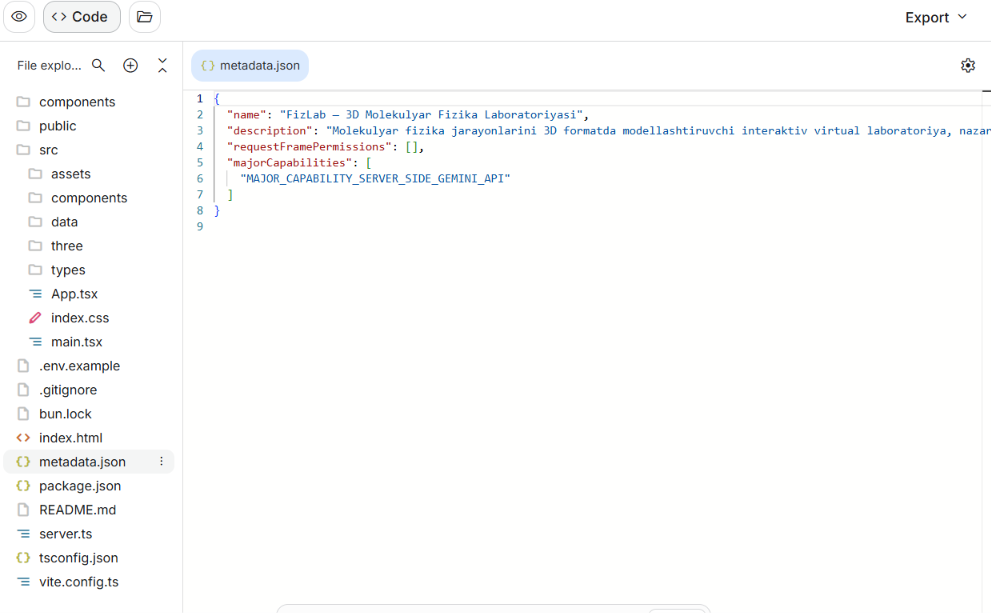 Code
Export
File explo...
metadata.json
components
public
src
assets
components
data
three
types
App.tsx
index.css
main.tsx
.env.example
.gitignore
bun.lock
index.html
metadata.json
package.json
README.md
server.ts
tsconfig.json
vite.config.ts
1 {
2 "name": "FizLab — 3D Molekulyar Fizika Laboratoriyasi",
3 "description": "Molekulyar fizika jarayonlarini 3D formatda modellashtiruvchi interaktiv virtual laboratoriya, nazar
4 "requestFramePermissions": [],
5 "majorCapabilities": [
6 "MAJOR_CAPABILITY_SERVER_SIDE_GEMINI_API"
7 ]
8 }
9